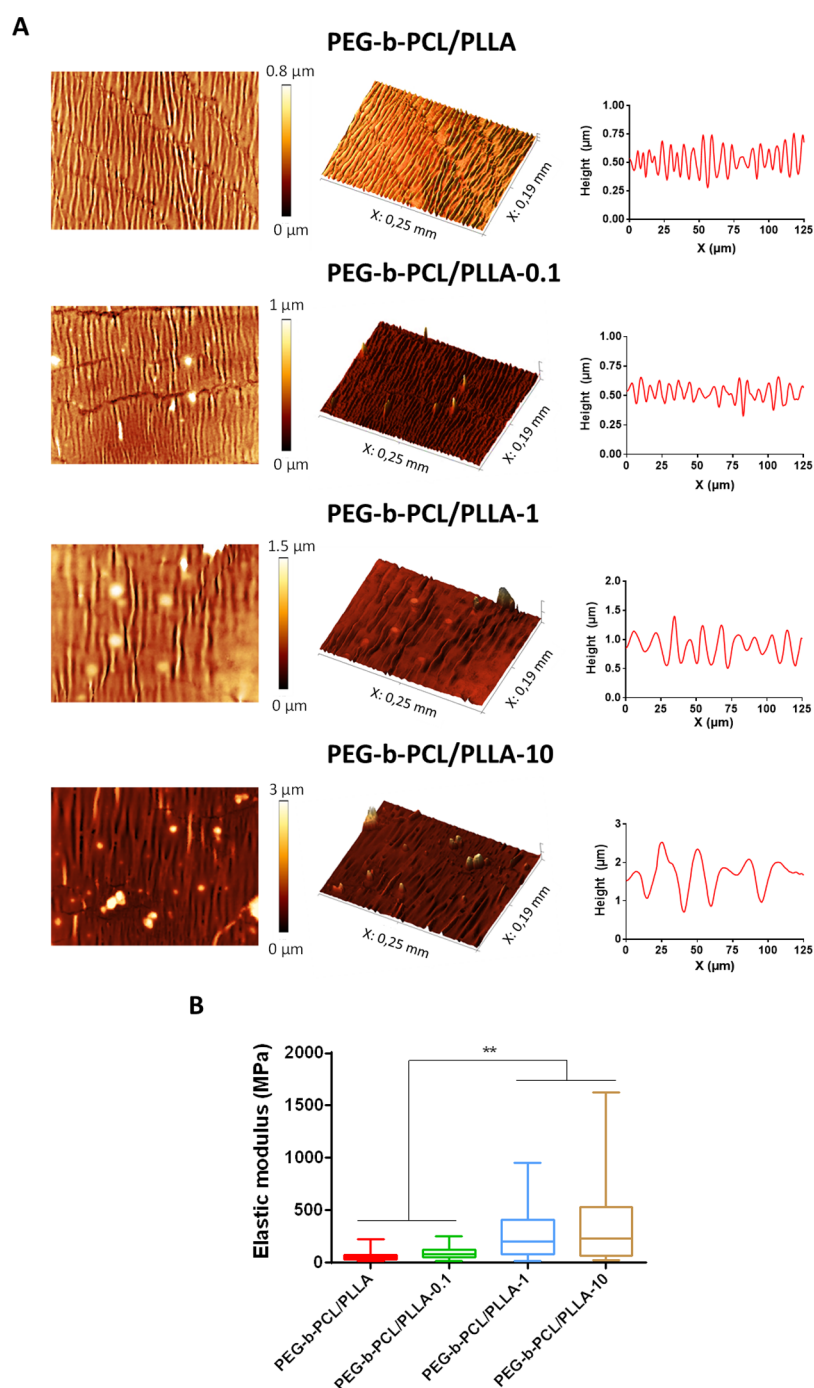 A
PEG-b-PCL/PLLA
0.8 µm
0 µm
X: 0,25 mm
X: 0,19 mm
Height (µm)
1.00
0.75
0.50
0.25
0.00
0 25 50 75 100 125
X (µm)
PEG-b-PCL/PLLA-0.1
1 µm
0 µm
X: 0,25 mm
X: 0,19 mm
Height (µm)
1.00
0.75
0.50
0.25
0.00
0 25 50 75 100 125
X (µm)
PEG-b-PCL/PLLA-1
1.5 µm
0 µm
X: 0,25 mm
X: 0,19 mm
Height (µm)
2.0
1.5
1.0
0.5
0.0
0 25 50 75 100 125
X (µm)
PEG-b-PCL/PLLA-10
3 µm
0 µm
X: 0,25 mm
X: 0,19 mm
Height (µm)
3
2
1
0
0 25 50 75 100 125
X (µm)
B
Elastic modulus (MPa)
2000
1500
1000
500
0
**
PEG-b-PCL/PLLA
PEG-b-PCL/PLLA-0.1
PEG-b-PCL/PLLA-1
PEG-b-PCL/PLLA-10